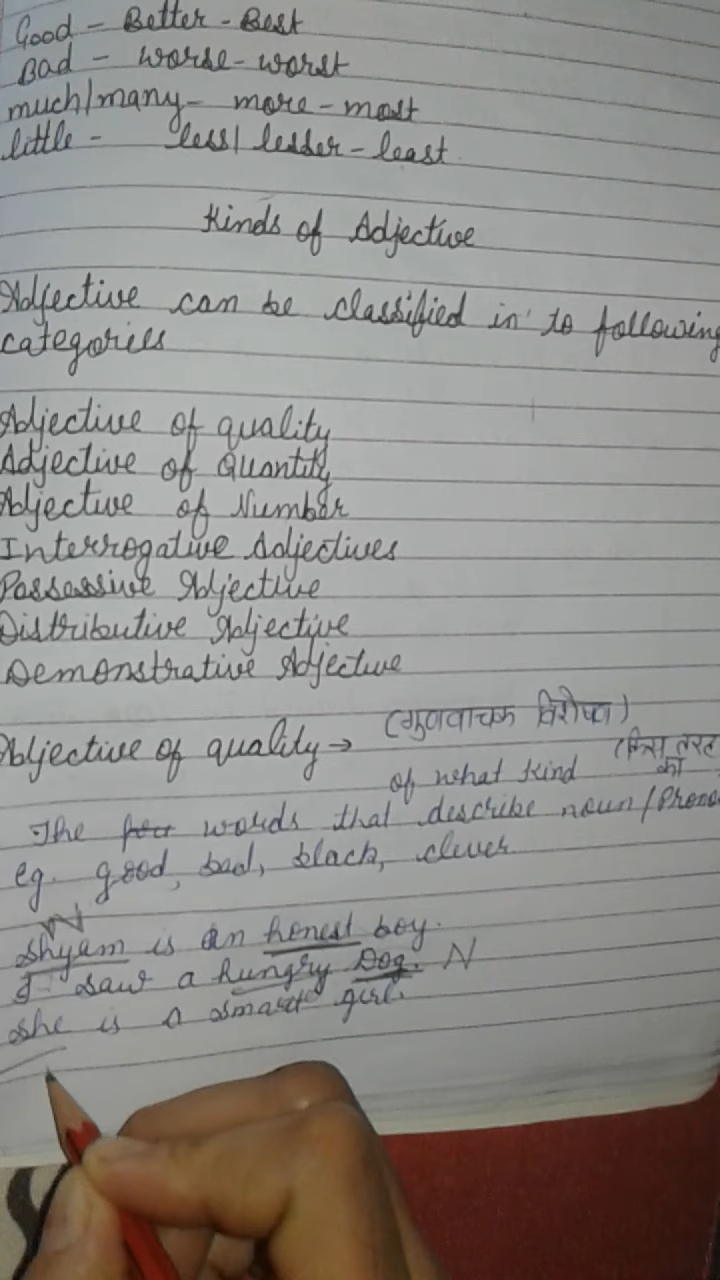 Good - Better - Best
Bad - worse - worst
much/many - more - most
little - less/ lesser - least
Kinds of Adjective
Adjective can be classified in to following
categories
Adjective of quality
Adjective of Quantity
Adjective of Number
Interrogative Adjectives
Possessive Adjective
Distributive Adjective
Demonstrative Adjective
Adjective of quality → (गुणवाचक विशेषण)
of what kind (किस तरह
का
The words that describe noun/Prono
eg. good, bad, black, clever
N
Shyam is an honest boy.
I saw a hungry Dog. N
She is a smart girl.